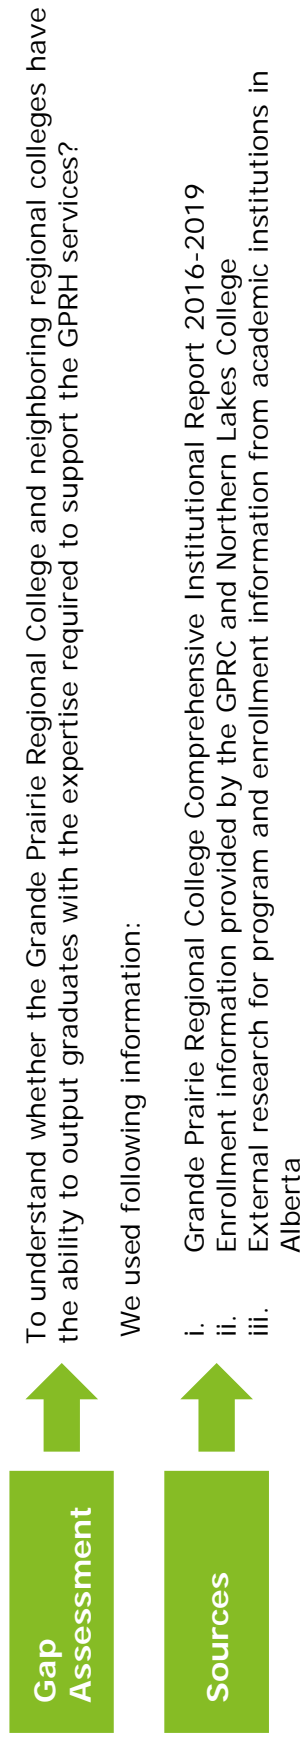 Gap
Assessment
To understand whether the Grande Prairie Regional College and neighboring regional colleges have
the ability to output graduates with the expertise required to support the GPRH services?
We used following information:
Sources
i. Grande Prairie Regional College Comprehensive Institutional Report 2016-2019
ii. Enrollment information provided by the GPRC and Northern Lakes College
iii. External research for program and enrollment information from academic institutions in
Alberta